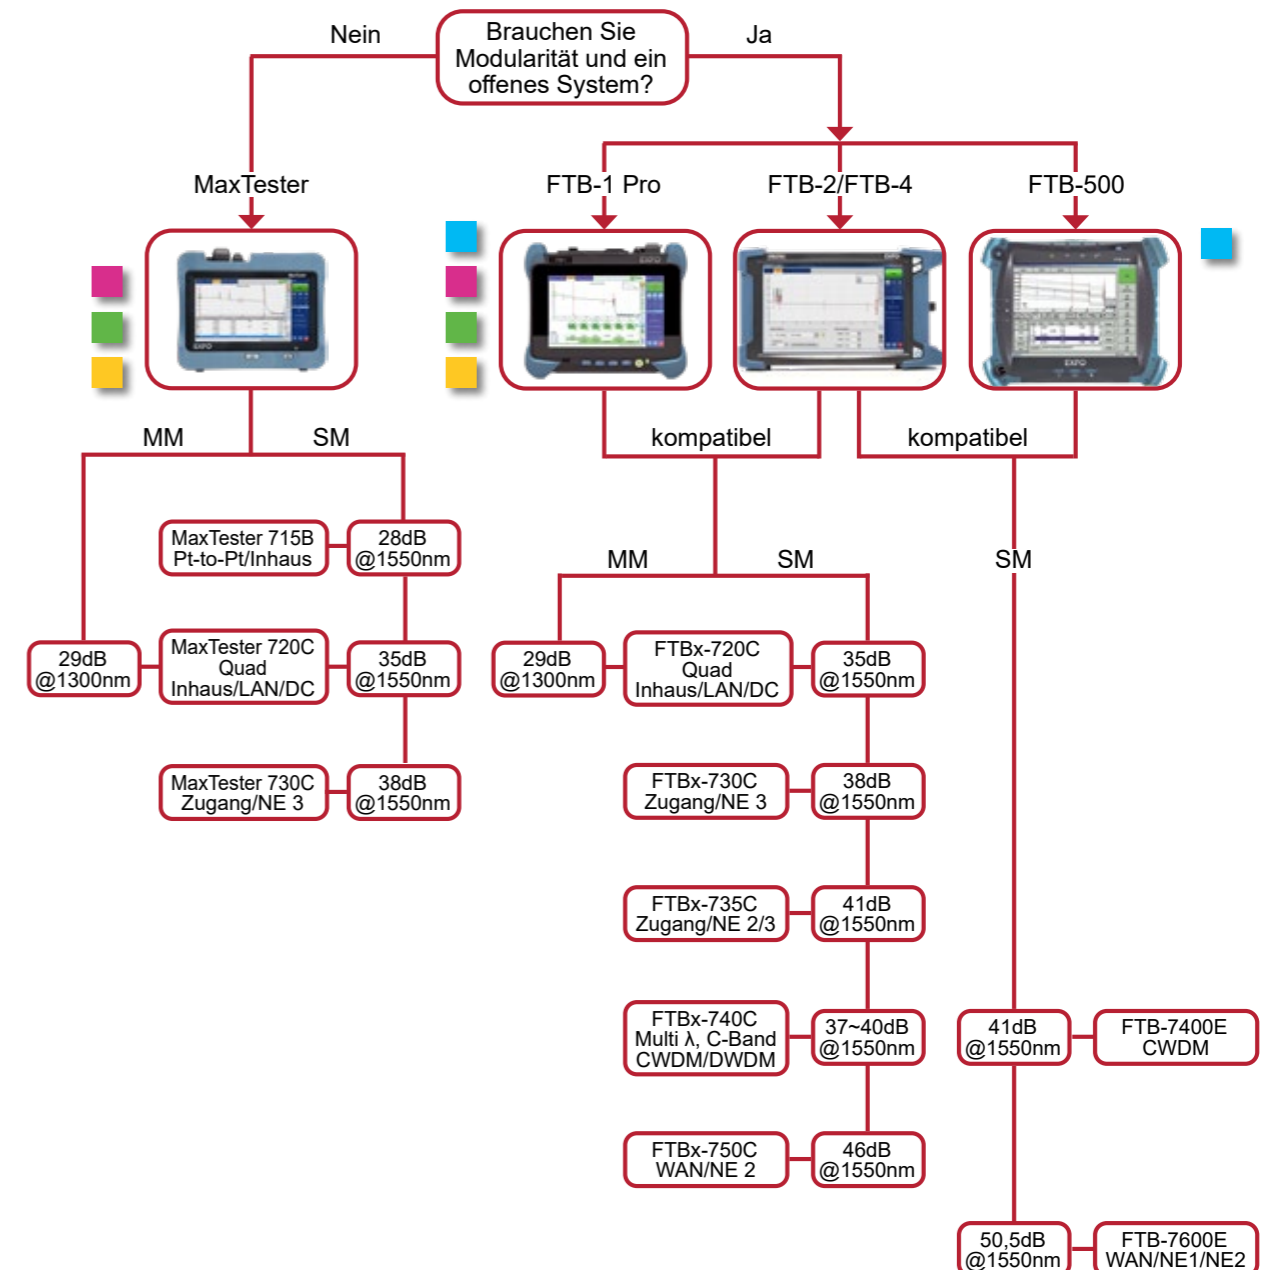 Brauchen Sie
Modularität und ein
offenes System?
Nein
Ja
MaxTester
FTB-1 Pro
FTB-2/FTB-4
FTB-500
EXFO
EXFO
EXFO
EXFO
MM
SM
kompatibel
kompatibel
MaxTester 715B
Pt-to-Pt/Inhaus
28dB
@1550nm
MM
SM
SM
29dB
@1300nm
MaxTester 720C
Quad
Inhaus/LAN/DC
35dB
@1550nm
29dB
@1300nm
FTBx-720C
Quad
Inhaus/LAN/DC
35dB
@1550nm
MaxTester 730C
Zugang/NE 3
38dB
@1550nm
FTBx-730C
Zugang/NE 3
38dB
@1550nm
FTBx-735C
Zugang/NE 2/3
41dB
@1550nm
FTBx-740C
Multi λ, C-Band
CWDM/DWDM
37~40dB
@1550nm
41dB
@1550nm
FTB-7400E
CWDM
FTBx-750C
WAN/NE 2
46dB
@1550nm
50,5dB
@1550nm
FTB-7600E
WAN/NE1/NE2